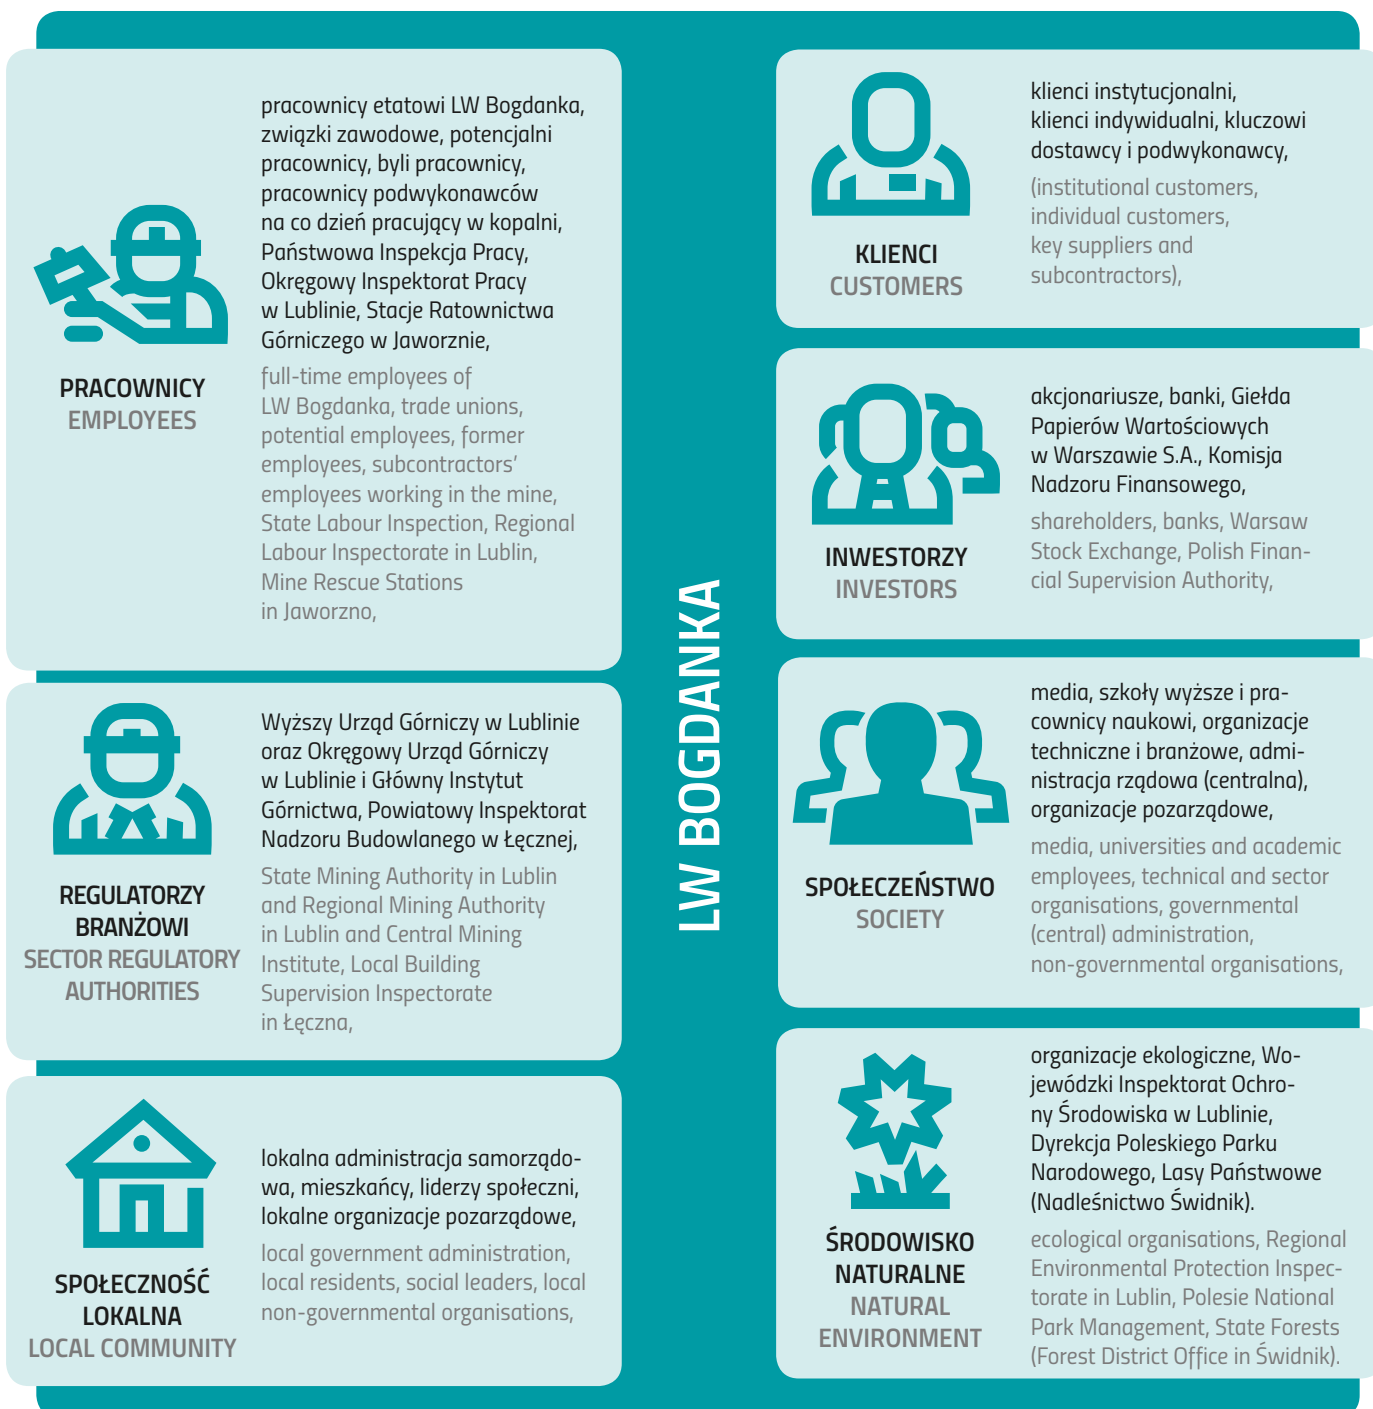 pracownicy etatowi LW Bogdanka,
związki zawodowe, potencjalni
pracownicy, byli pracownicy,
pracownicy podwykonawców
na co dzień pracujący w kopalni,
Państwowa Inspekcja Pracy,
Okręgowy Inspektorat Pracy
w Lublinie, Stacje Ratownictwa
Górniczego w Jaworznie,
full-time employees of
LW Bogdanka, trade unions,
potential employees, former
employees, subcontractors’
employees working in the mine,
State Labour Inspection, Regional
Labour Inspectorate in Lublin,
Mine Rescue Stations
in Jaworzno,
PRACOWNICY
EMPLOYEES
Wyższy Urząd Górniczy w Lublinie
oraz Okręgowy Urząd Górniczy
w Lublinie i Główny Instytut
Górnictwa, Powiatowy Inspektorat
Nadzoru Budowlanego w Łęcznej,
State Mining Authority in Lublin
and Regional Mining Authority
in Lublin and Central Mining
Institute, Local Building
Supervision Inspectorate
in Łęczna,
REGULATORZY
BRANŻOWI
SECTOR REGULATORY
AUTHORITIES
lokalna administracja samorządo-
wa, mieszkańcy, liderzy społeczni,
lokalne organizacje pozarządowe,
local government administration,
local residents, social leaders, local
non-governmental organisations,
SPOŁECZNOŚĆ
LOKALNA
LOCAL COMMUNITY
LW BOGDANKA
klienci instytucjonalni,
klienci indywidualni, kluczowi
dostawcy i podwykonawcy,
(institutional customers,
individual customers,
key suppliers and
subcontractors),
KLIENCI
CUSTOMERS
akcjonariusze, banki, Giełda
Papierów Wartościowych
w Warszawie S.A., Komisja
Nadzoru Finansowego,
shareholders, banks, Warsaw
Stock Exchange, Polish Finan-
cial Supervision Authority,
INWESTORZY
INVESTORS
media, szkoły wyższe i pra-
cownicy naukowi, organizacje
techniczne i branżowe, admi-
nistracja rządowa (centralna),
organizacje pozarządowe,
media, universities and academic
employees, technical and sector
organisations, governmental
(central) administration,
non-governmental organisations,
SPOŁECZEŃSTWO
SOCIETY
organizacje ekologiczne, Wo-
jewódzki Inspektorat Ochro-
ny Środowiska w Lublinie,
Dyrekcja Poleskiego Parku
Narodowego, Lasy Państwowe
(Nadleśnictwo Świdnik).
ecological organisations, Regional
Environmental Protection Inspec-
torate in Lublin, Polesie National
Park Management, State Forests
(Forest District Office in Świdnik).
ŚRODOWISKO
NATURALNE
NATURAL
ENVIRONMENT